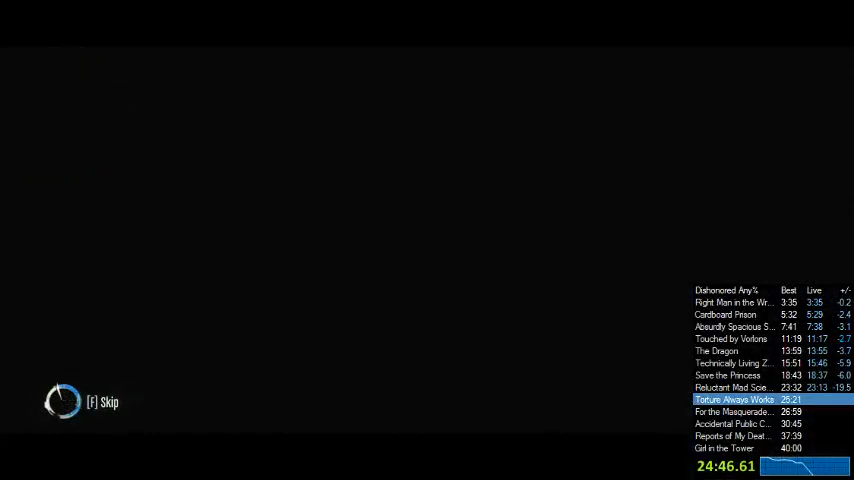 [F] Skip
Dishonored Any% Best Live +/-
Right Man in the Wr... 3:35 3:35 -0.2
Cardboard Prison 5:32 5:29 -2.4
Absurdly Spacious S... 7:41 7:38 -3.1
Touched by Vorlons 11:19 11:17 -2.7
The Dragon 13:59 13:55 -3.7
Technically Living Z... 15:51 15:46 -5.9
Save the Princess 18:43 18:37 -6.0
Reluctant Mad Scie... 23:32 23:13 -19.5
Torture Always Works 25:21
For the Masquerade... 26:59
Accidental Public C... 30:45
Reports of My Deat... 37:39
Girl in the Tower 40:00
24:46.61